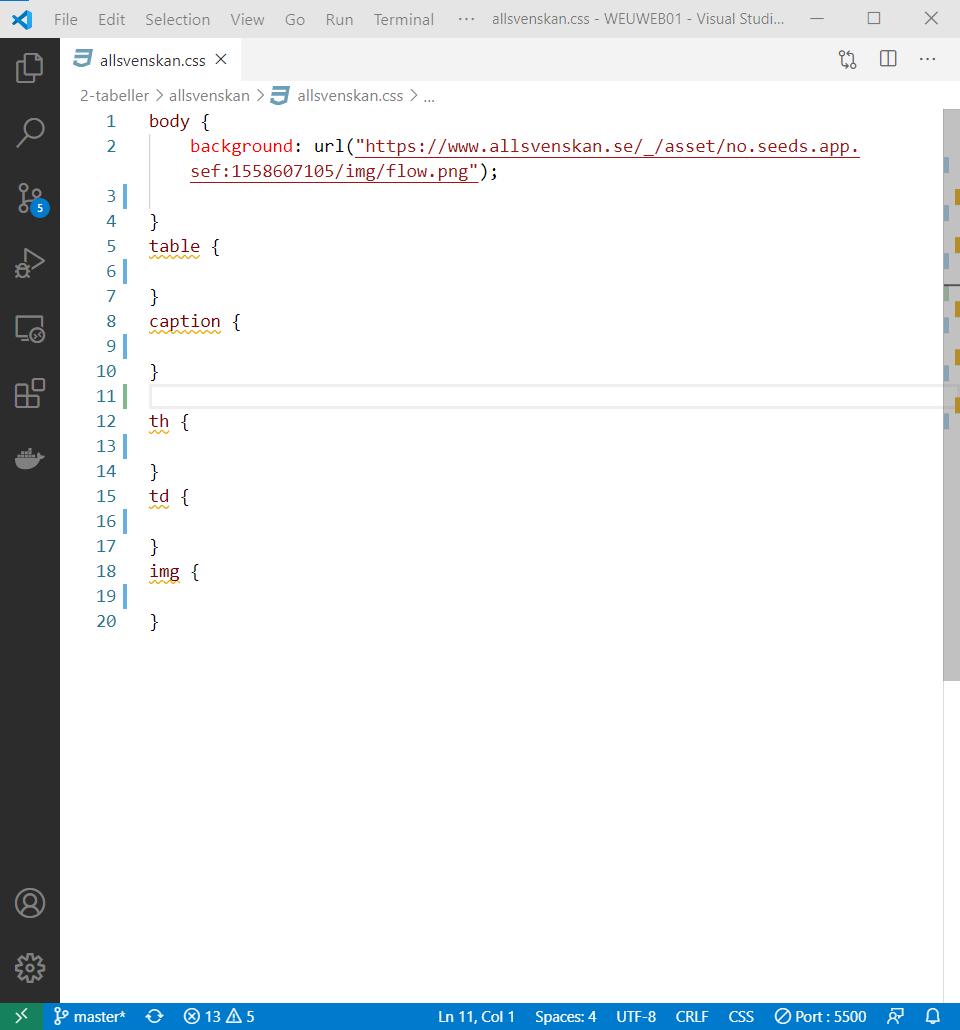 File Edit Selection View Go Run Terminal ··· allsvenskan.css - WEUWEB01 - Visual Studi...
allsvenskan.css
2-tabeller > allsvenskan > allsvenskan.css > ...
1 body {
2 background: url("https://www.allsvenskan.se/_/asset/no.seeds.app.
sef:1558607105/img/flow.png");
3
4 }
5 table {
6
7 }
8 caption {
9
10 }
11
12 th {
13
14 }
15 td {
16
17 }
18 img {
19
20 }
5
master* 13 5 Ln 11, Col 1 Spaces: 4 UTF-8 CRLF CSS Port : 5500